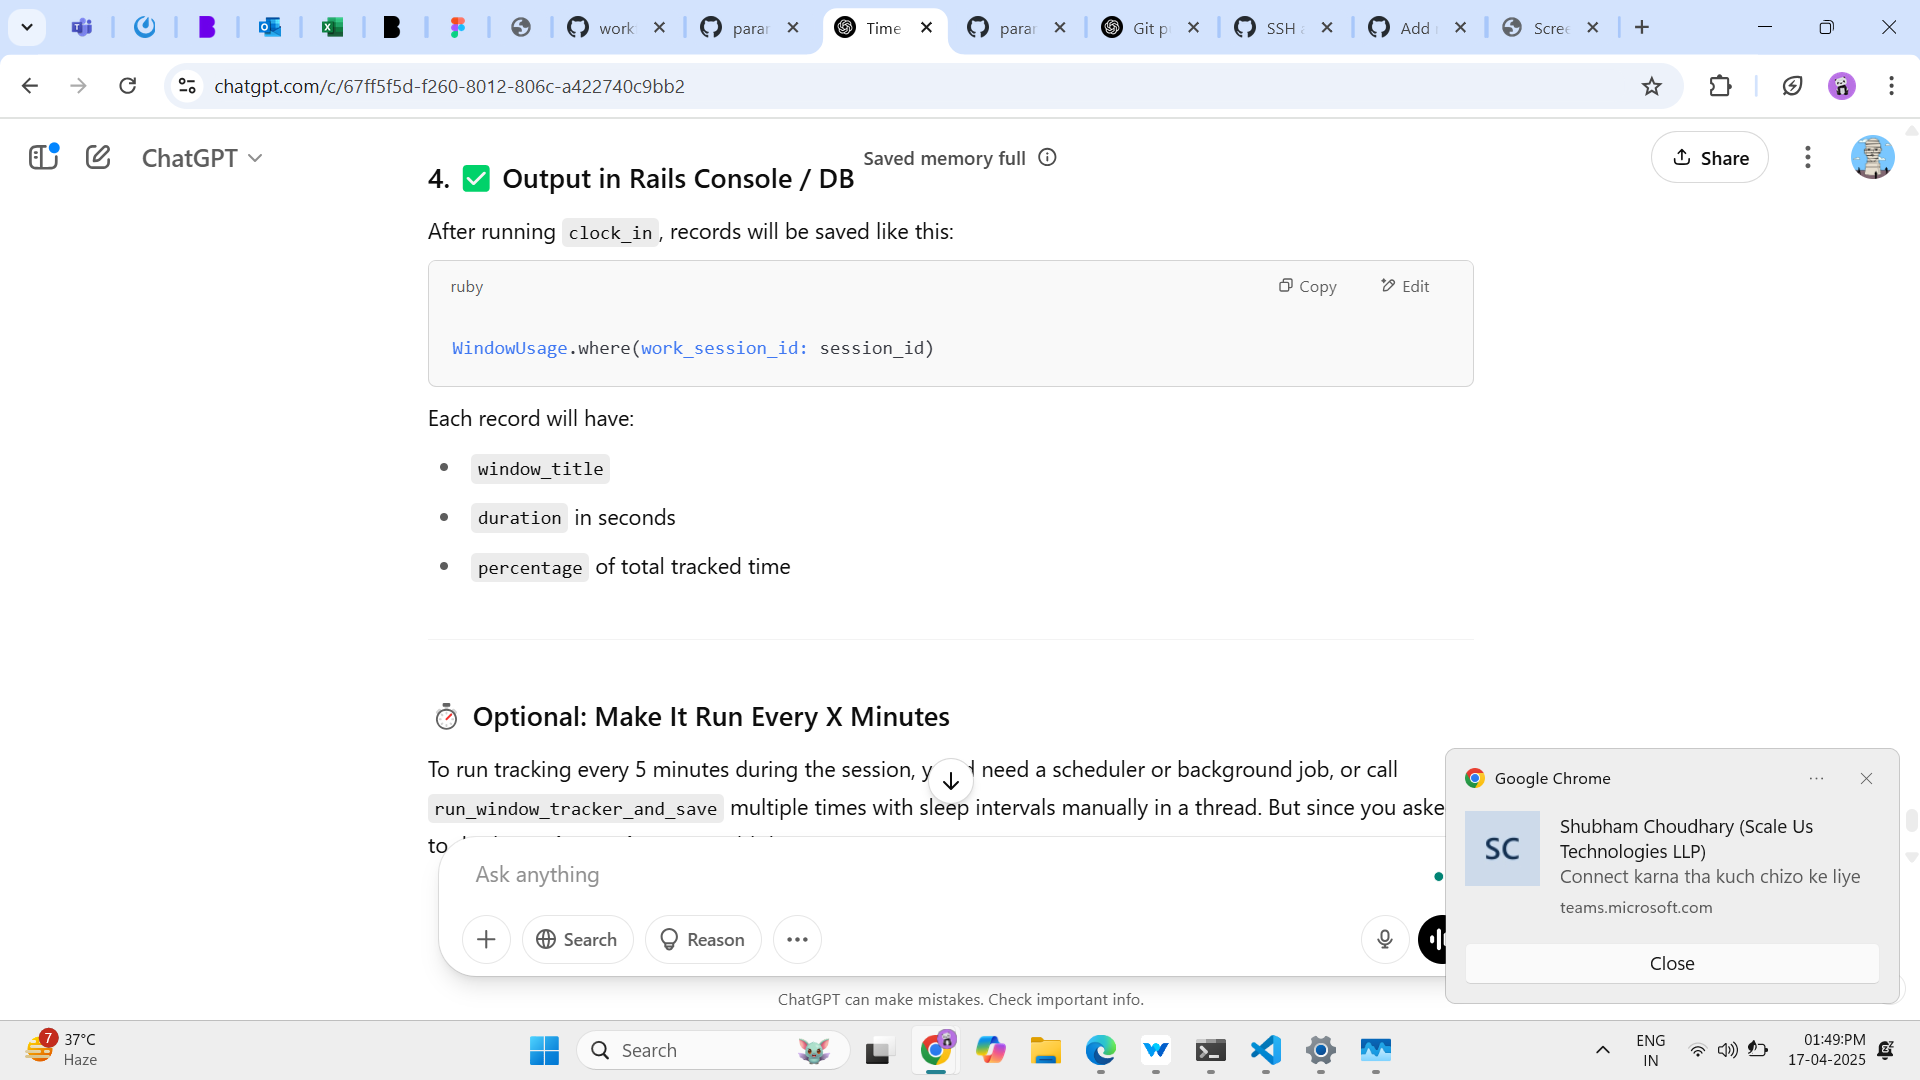 work
parar
Time
parar
Git p
SSH a
Add
Scree
chatgpt.com/c/67ff5f5d-f260-8012-806c-a422740c9bb2
ChatGPT
Saved memory full
Share
4. ✅ Output in Rails Console / DB
After running clock_in, records will be saved like this:
ruby
Copy
Edit
WindowUsage.where(work_session_id: session_id)
Each record will have:
• window_title
• duration in seconds
• percentage of total tracked time
⏱ Optional: Make It Run Every X Minutes
To run tracking every 5 minutes during the session, need a scheduler or background job, or call
run_window_tracker_and_save multiple times with sleep intervals manually in a thread. But since you aske
to
Ask anything
Search
Reason
ChatGPT can make mistakes. Check important info.
Google Chrome
SC
Shubham Choudhary (Scale Us
Technologies LLP)
Connect karna tha kuch chizo ke liye
teams.microsoft.com
Close
7
37°C
Haze
Search
ENG
IN
01:49:PM
17-04-2025